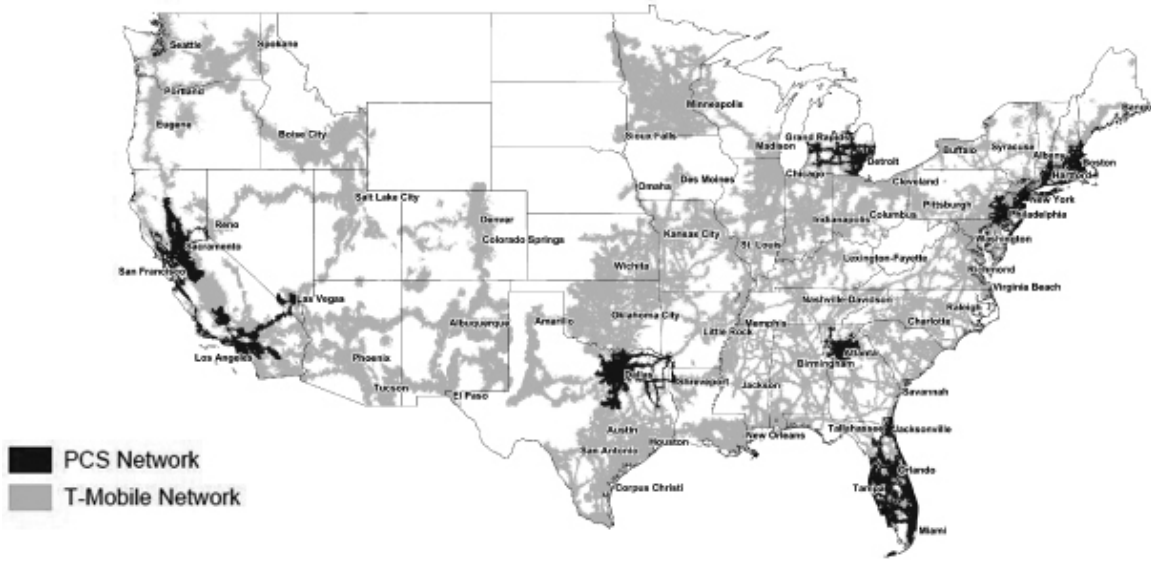 Seattle
Spokane
Portland
Eugene
Boise City
Minneapolis
Sioux Falls
Madison
Grand Rapids
Detroit
Chicago
Buffalo
Syracuse
Albany
Boston
Hartford
New York
Philadelphia
Cleveland
Pittsburgh
Omaha
Des Moines
Salt Lake City
Reno
Sacramento
San Francisco
Denver
Colorado Springs
Kansas City
St. Louis
Indianapolis
Columbus
Washington
Lexington-Fayette
Richmond
Virginia Beach
Wichita
Las Vegas
Los Angeles
Phoenix
Tucson
Albuquerque
Amarillo
Oklahoma City
Little Rock
Memphis
Nashville-Davidson
Raleigh
Charlotte
Atlanta
Birmingham
El Paso
Dallas
Shreveport
Jackson
Savannah
Austin
San Antonio
Houston
New Orleans
Tallahassee
Jacksonville
Corpus Christi
Orlando
Tampa
Miami
PCS Network
T-Mobile Network